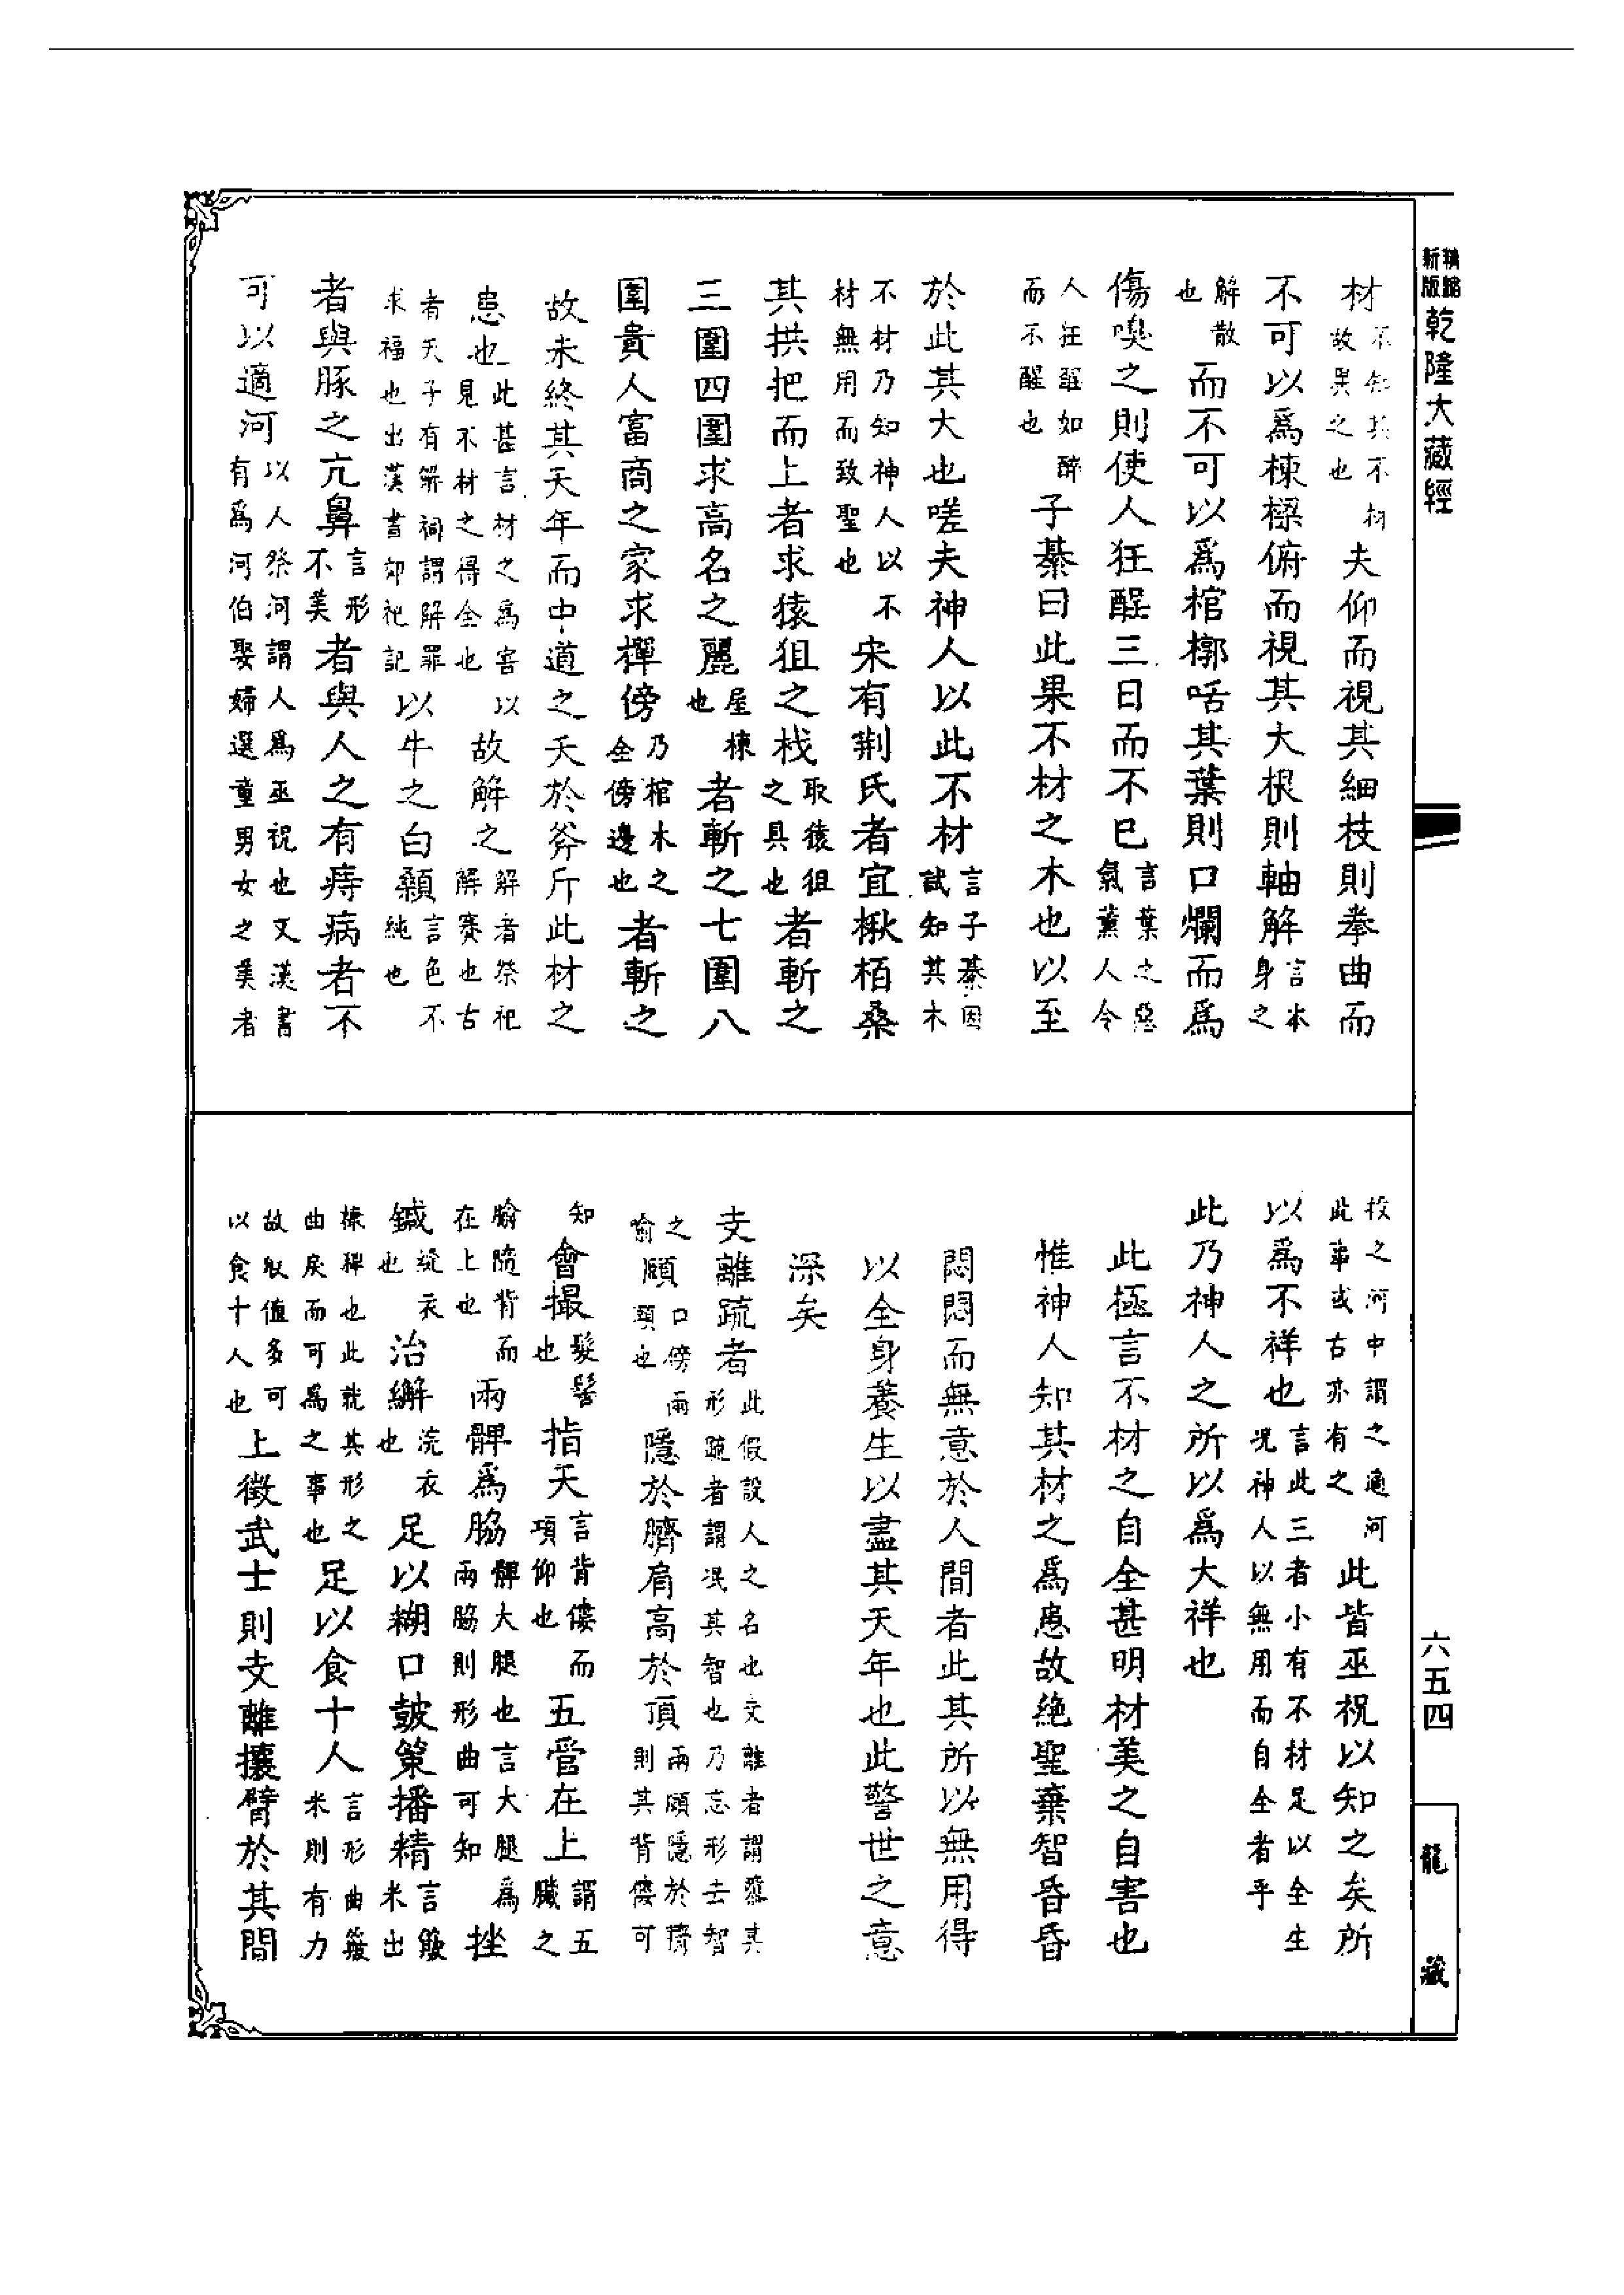 新版 乾隆大藏經
材不知其不材故異之也夫仰而視其細枝則拳曲而
不可以爲棟樑俯而視其大根則軸解言本身之
解散也而不可以爲棺槨咶其葉則口爛而爲
傷嗅之則使人狂酲三日而不已言葉之惡氣薰人令
人狂酲如醉而不醒也子綦曰此果不材之木也以至
於此其大也嗟夫神人以此不材言子綦因試知其木
不材乃知神人以不材無用而致聖也宋有荆氏者宜楸栢桑
其拱把而上者求猿狙之栈取猿狙之具也者斬之
三圍四圍求高名之麗屋棟也者斬之七圍八
圍貴人富商之家求樿傍乃棺木之全傍邊也者斬之
故未終其天年而中道之夭於斧斤此材之
患也此甚言材之爲害以見不材之得全也故解之解者祭祀解賽也古
者天子有解祠謂解罪求福也出漢書郊祀記以牛之白顙言色不純也
者與豚之亢鼻言形不美者與人之有痔病者不
可以適河以人祭河謂人爲巫祝也又漢書有爲河伯娶婦選童男女之美者
投之河中謂之適河此事或古亦有之此皆巫祝以知之矣所
以爲不祥也言此三者小有不材足以全生况神人以無用而自全者乎
此乃神人之所以爲大祥也
此極言不材之自全甚明材美之自害也
惟神人知其材之爲患故絶聖棄智昏昏
悶悶而無意於人間者此其所以無用得
以全身養生以盡其天年也此警世之意
深矣
支離疏者此假設人之名也支離者謂隳其形疏者謂泯其智也乃忘形去智
之喻頤口傍兩頰也隱於臍肩高於頂兩頤隱於臍則其背僂可
知會撮髮髻也指天言背僂而項仰也五管在上謂五臟之
腧隨背而在上也兩髀爲脇髀大腿也言大腿爲兩脇則形曲可知挫
鍼縫衣也治繲浣衣也足以糊口鼓筴播精言簸米出
糠粺也此就其形之曲戾而可爲之事也足以食十人言形曲簸米則有力
故取值多可以食十人也上徵武士則支離攘臂於其間
六五四
龍藏